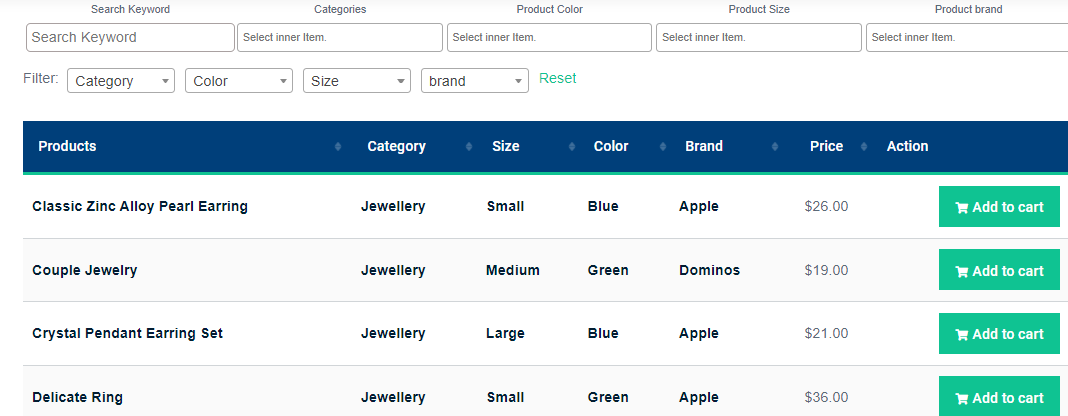 Search Keyword Categories Product Color Product Size Product brand
Search Keyword Select inner Item. Select inner Item. Select inner Item. Select inner Item.
Filter: Category Color Size brand Reset
Products Category Size Color Brand Price Action
Classic Zinc Alloy Pearl Earring Jewellery Small Blue Apple $26.00 Add to cart
Couple Jewelry Jewellery Medium Green Dominos $19.00 Add to cart
Crystal Pendant Earring Set Jewellery Large Blue Apple $21.00 Add to cart
Delicate Ring Jewellery Small Green Apple $36.00 Add to cart